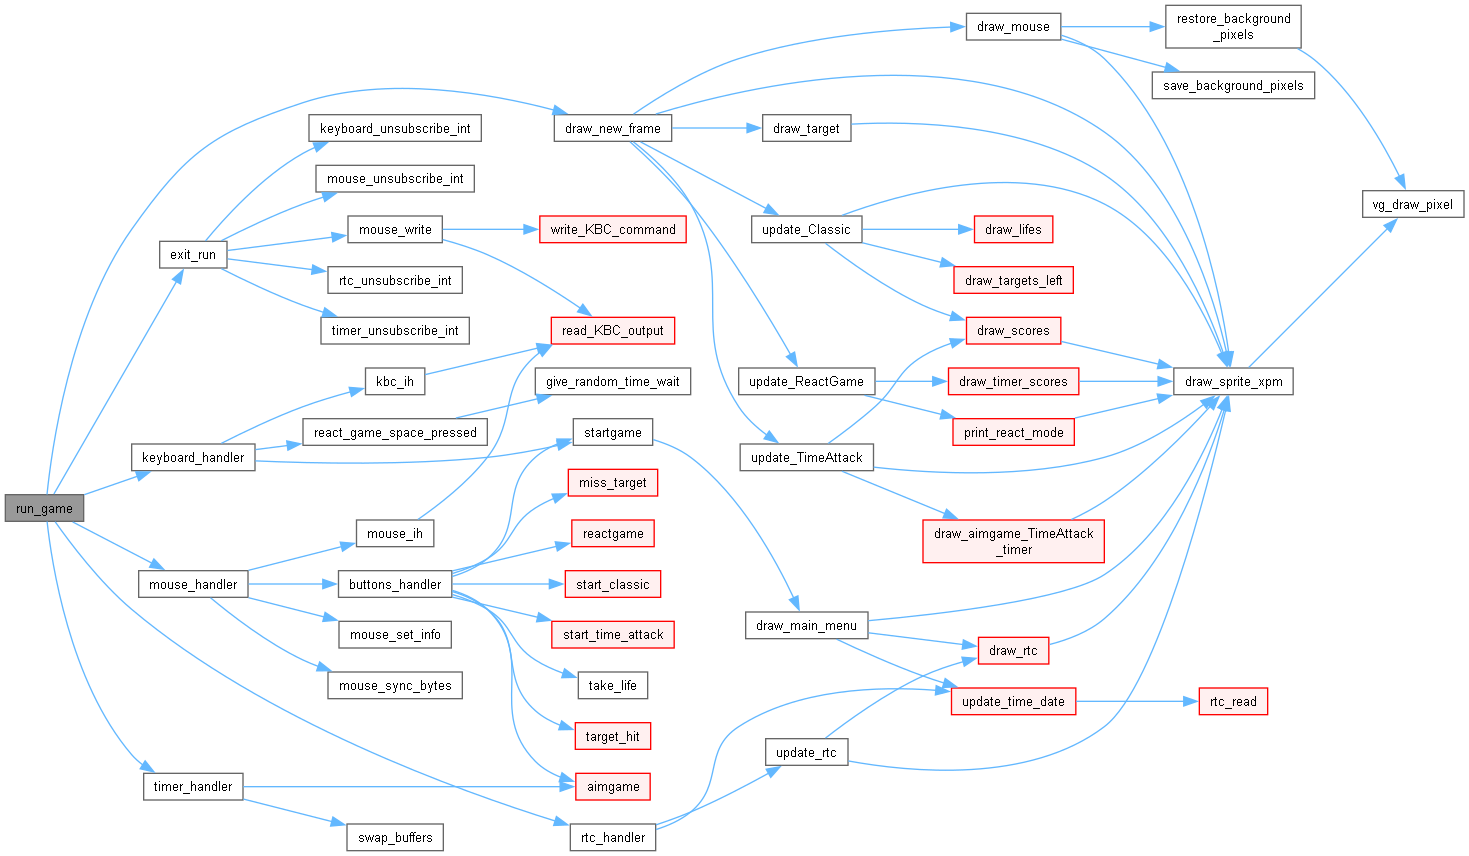 draw_mouse
restore_background
_pixels
save_background_pixels
keyboard_unsubscribe_int
draw_new_frame
draw_target
mouse_unsubscribe_int
vg_draw_pixel
mouse_write
write_KBC_command
update_Classic
draw_lifes
exit_run
rtc_unsubscribe_int
draw_targets_left
timer_unsubscribe_int
read_KBC_output
draw_scores
kbc_ih
give_random_time_wait
update_ReactGame
draw_timer_scores
draw_sprite_xpm
react_game_space_pressed
startgame
print_react_mode
keyboard_handler
update_TimeAttack
miss_target
run_game
mouse_ih
reactgame
draw_aimgame_TimeAttack
_timer
mouse_handler
buttons_handler
start_classic
mouse_set_info
start_time_attack
draw_main_menu
draw_rtc
mouse_sync_bytes
take_life
update_time_date
rtc_read
target_hit
update_rtc
timer_handler
aimgame
swap_buffers
rtc_handler